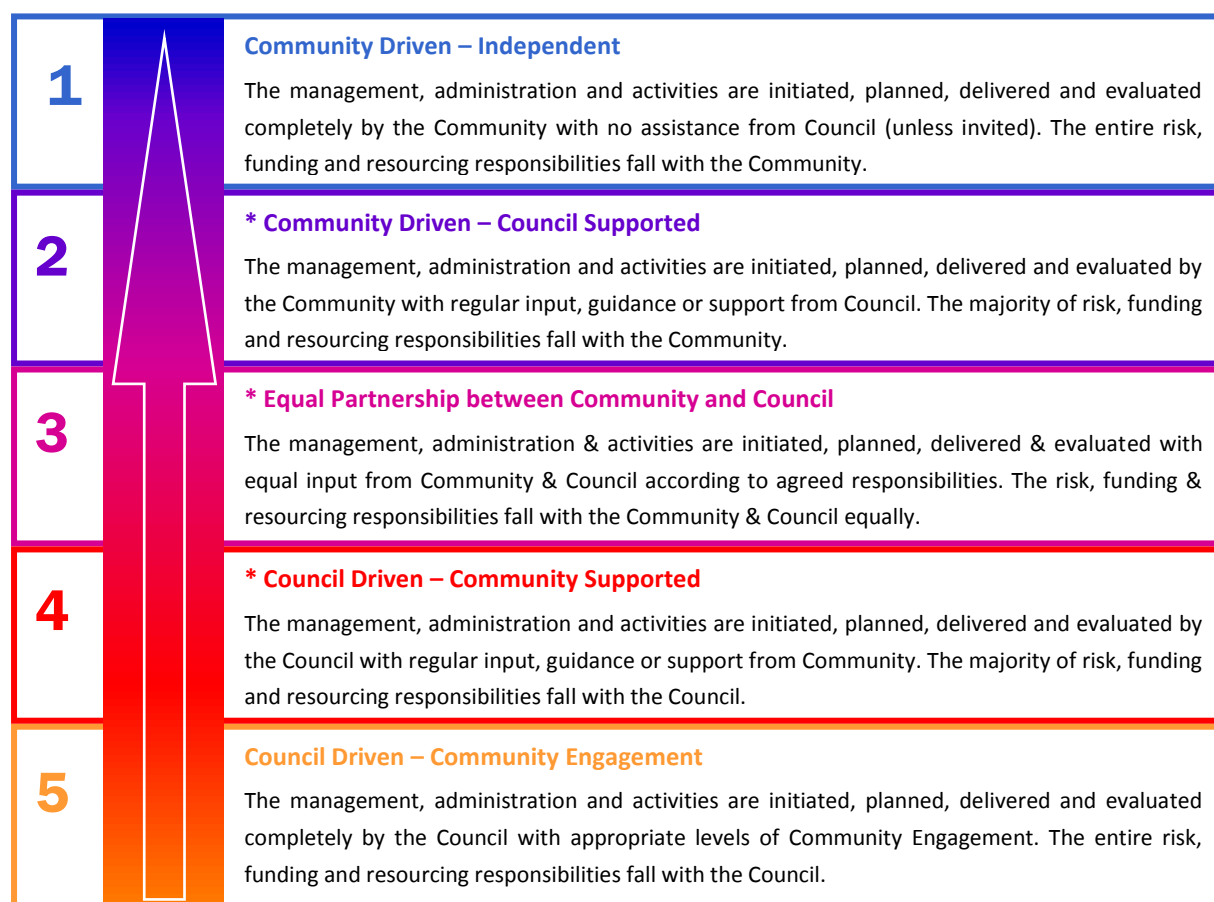 1
Community Driven – Independent
The management, administration and activities are initiated, planned, delivered and evaluated
completely by the Community with no assistance from Council (unless invited). The entire risk,
funding and resourcing responsibilities fall with the Community.
2
* Community Driven – Council Supported
The management, administration and activities are initiated, planned, delivered and evaluated by
the Community with regular input, guidance or support from Council. The majority of risk, funding
and resourcing responsibilities fall with the Community.
3
* Equal Partnership between Community and Council
The management, administration & activities are initiated, planned, delivered & evaluated with
equal input from Community & Council according to agreed responsibilities. The risk, funding &
resourcing responsibilities fall with the Community & Council equally.
4
* Council Driven – Community Supported
The management, administration and activities are initiated, planned, delivered and evaluated by
the Council with regular input, guidance or support from Community. The majority of risk, funding
and resourcing responsibilities fall with the Council.
5
Council Driven – Community Engagement
The management, administration and activities are initiated, planned, delivered and evaluated
completely by the Council with appropriate levels of Community Engagement. The entire risk,
funding and resourcing responsibilities fall with the Council.